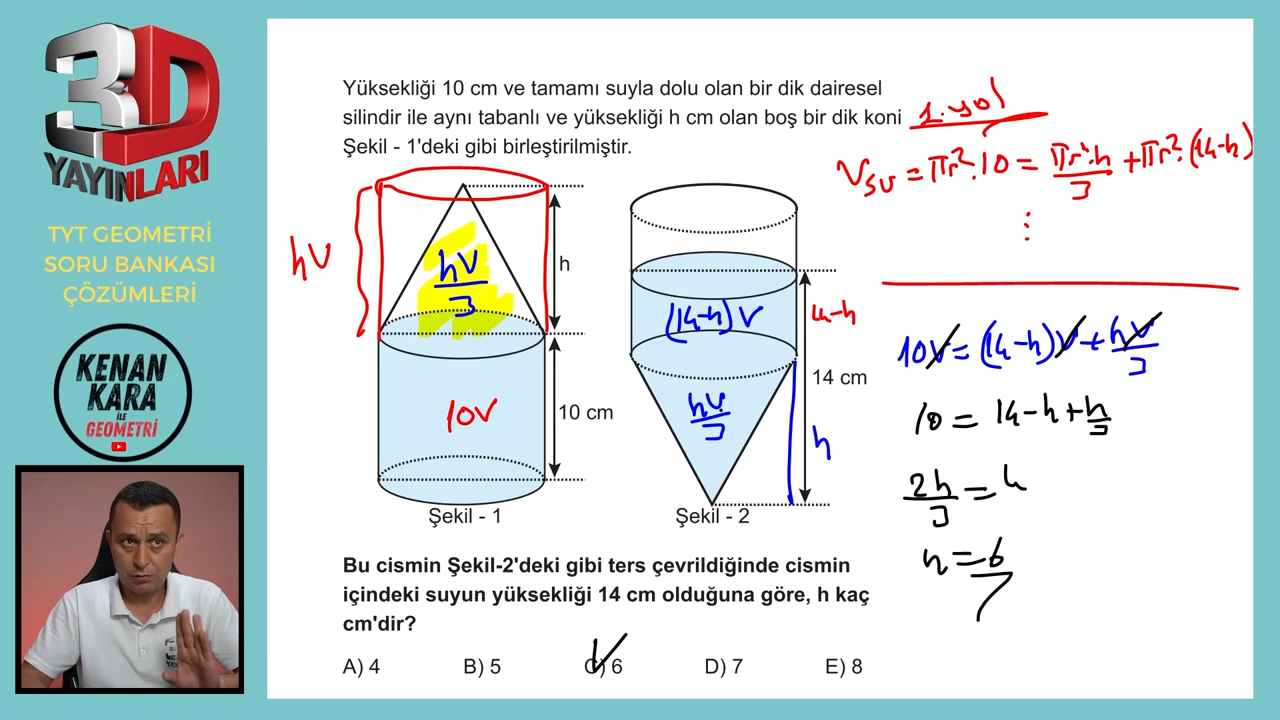 3D
YAYINLARI
TYT GEOMETRİ
SORU BANKASI
ÇÖZÜMLERİ
KENAN
KARA
İLE
GEOMETRİ
Yüksekliği 10 cm ve tamamı suyla dolu olan bir dik dairesel
silindir ile aynı tabanlı ve yüksekliği h cm olan boş bir dik koni
Şekil - 1'deki gibi birleştirilmiştir.
1. yol
V_SU = πr²·10 = πr²·h/3 + πr²·(14-h)
hV
hV/3
h
10V
10 cm
Şekil - 1
(14-h)V
14-h
14 cm
hV/3
h
Şekil - 2
10V = (14-h)V + hV/3
10 = 14-h+h/3
2h/3 = 4
h = 6
Bu cismin Şekil-2'deki gibi ters çevrildiğinde cismin
içindeki suyun yüksekliği 14 cm olduğuna göre, h kaç
cm'dir?
A) 4 B) 5 C) 6 D) 7 E) 8